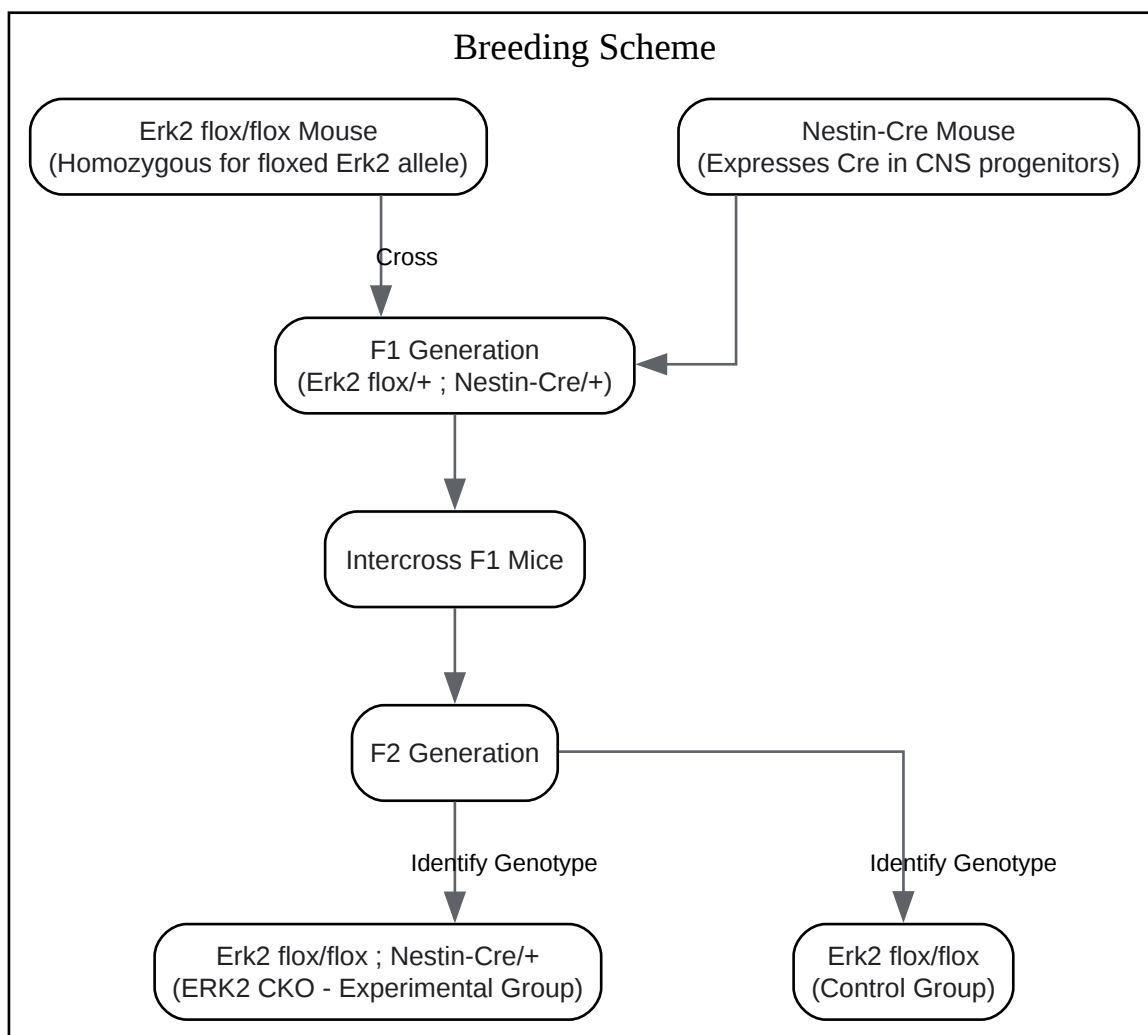 Breeding Scheme
Erk2 flox/flox Mouse
(Homozygous for floxed Erk2 allele)
Nestin-Cre Mouse
(Expresses Cre in CNS progenitors)
Cross
F1 Generation
(Erk2 flox/+ ; Nestin-Cre/+)
Intercross F1 Mice
F2 Generation
Identify Genotype
Identify Genotype
Erk2 flox/flox ; Nestin-Cre/+
(ERK2 CKO - Experimental Group)
Erk2 flox/flox
(Control Group)